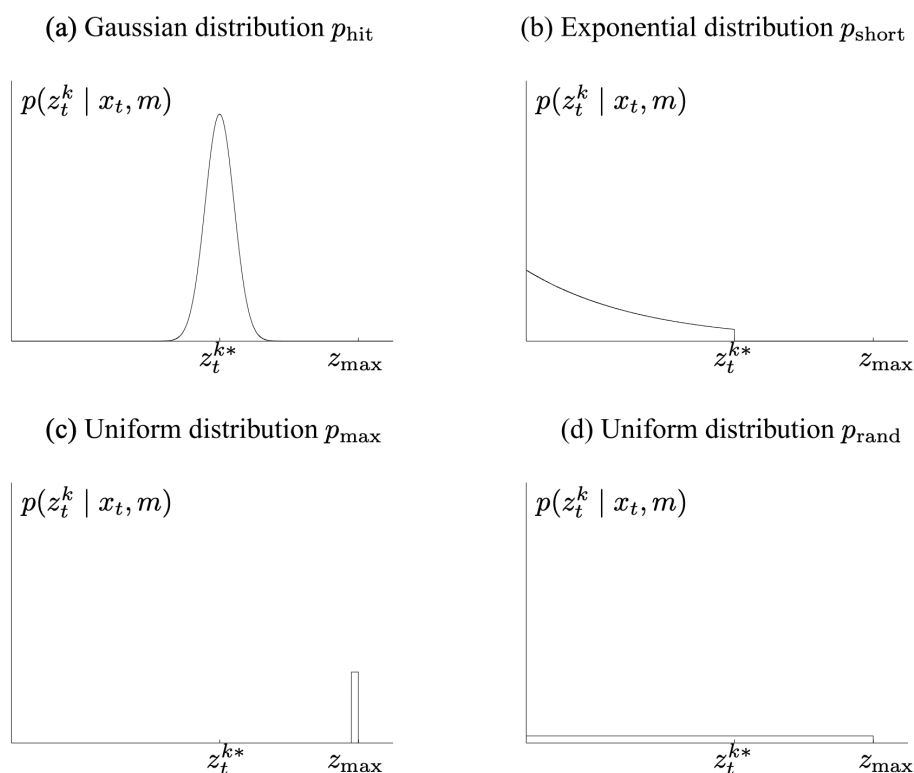 (a) Gaussian distribution p_hit
(b) Exponential distribution p_short
p(z_t^k | x_t, m)
p(z_t^k | x_t, m)
z_t^{k*} z_max
z_t^{k*} z_max
(c) Uniform distribution p_max
(d) Uniform distribution p_rand
p(z_t^k | x_t, m)
p(z_t^k | x_t, m)
z_t^{k*} z_max
z_t^{k*} z_max